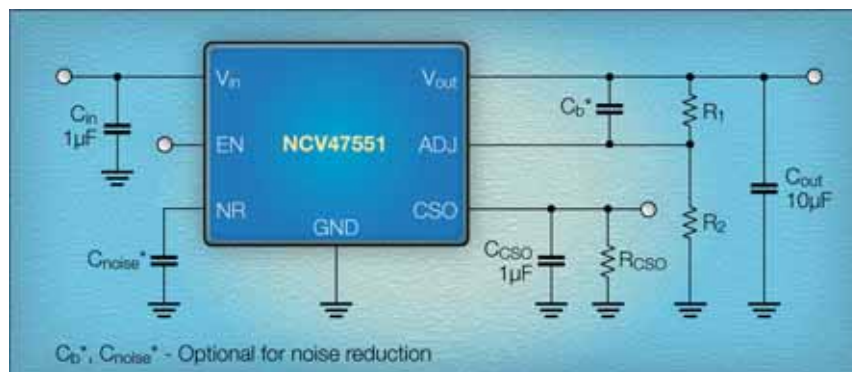 Vin
Vout
Cin
1μF
Cb*
R1
EN
NCV47551
ADJ
Cout
10μF
NR
CSO
GND
R2
Cnoise*
CCSO
1μF
RCSO
Cb*, Cnoise* - Optional for noise reduction